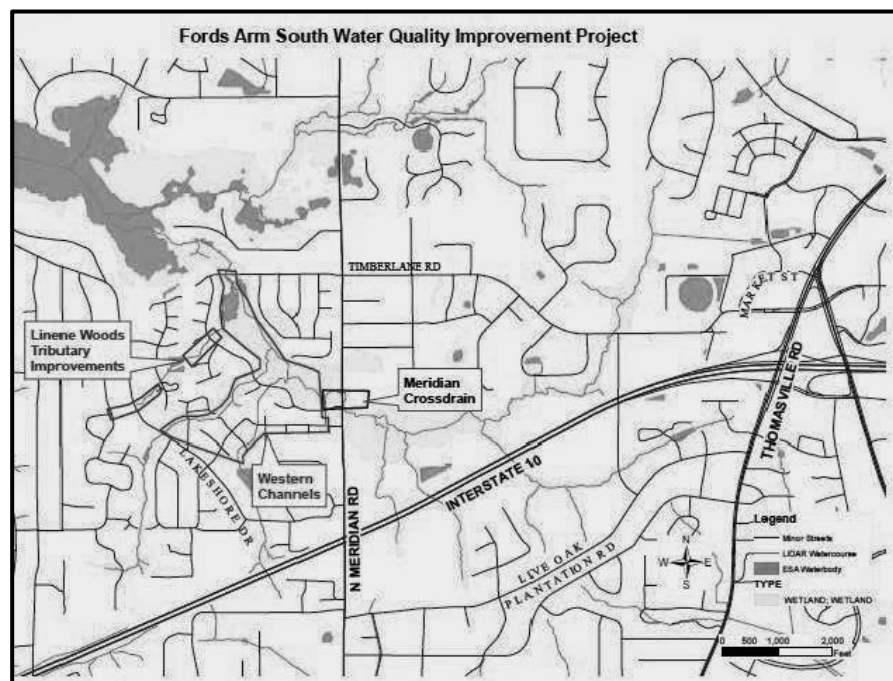 Fords Arm South Water Quality Improvement Project
TIMBERLANE RD
MARKET ST
Linene Woods
Tributary
Improvements
Meridian
Crossdrain
THOMASVILLE RD
LAKESHORE DR
Western
Channels
INTERSTATE 10
N MERIDIAN RD
LIVE OAK
PLANTATION RD
N
W E
S
Legend
Minor Streets
LiDAR Watercourse
ESA Waterbody
TYPE
WETLAND; WETLAND
0 500 1,000 2,000
Feet